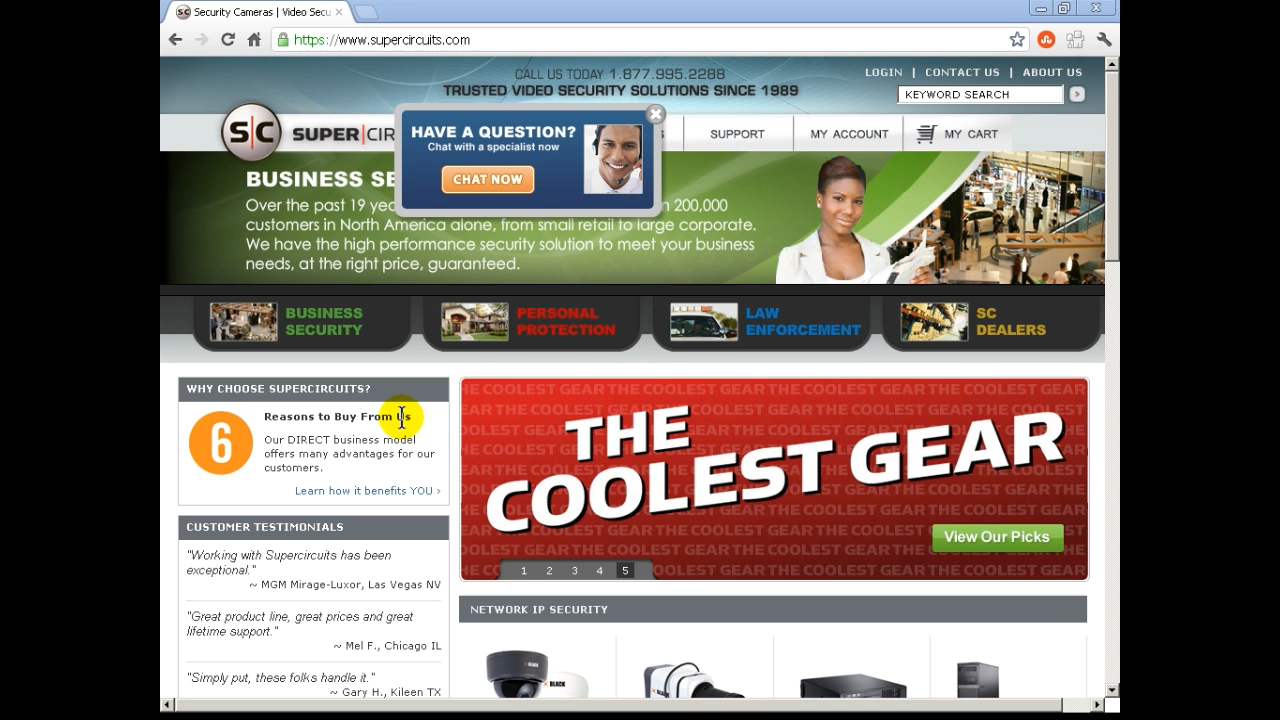 SC Security Cameras | Video Secu
https://www.supercircuits.com
CALL US TODAY 1.877.995.2288
TRUSTED VIDEO SECURITY SOLUTIONS SINCE 1989
LOGIN | CONTACT US | ABOUT US
KEYWORD SEARCH
S|C SUPER|CIR
SUPPORT
MY ACCOUNT
MY CART
HAVE A QUESTION?
Chat with a specialist now
CHAT NOW
BUSINESS SE
Over the past 19 yea
n 200,000
customers in North America alone, from small retail to large corporate.
We have the high performance security solution to meet your business
needs, at the right price, guaranteed.
BUSINESS
SECURITY
PERSONAL
PROTECTION
LAW
ENFORCEMENT
SC
DEALERS
WHY CHOOSE SUPERCIRCUITS?
6
Reasons to Buy From Us
Our DIRECT business model
offers many advantages for our
customers.
Learn how it benefits YOU ›
CUSTOMER TESTIMONIALS
"Working with Supercircuits has been
exceptional."
~ MGM Mirage-Luxor, Las Vegas NV
"Great product line, great prices and great
lifetime support."
~ Mel F., Chicago IL
"Simply put, these folks handle it."
~ Gary H., Kileen TX
THE
COOLEST GEAR
View Our Picks
1 2 3 4 5
NETWORK IP SECURITY
BLACK
BLACK